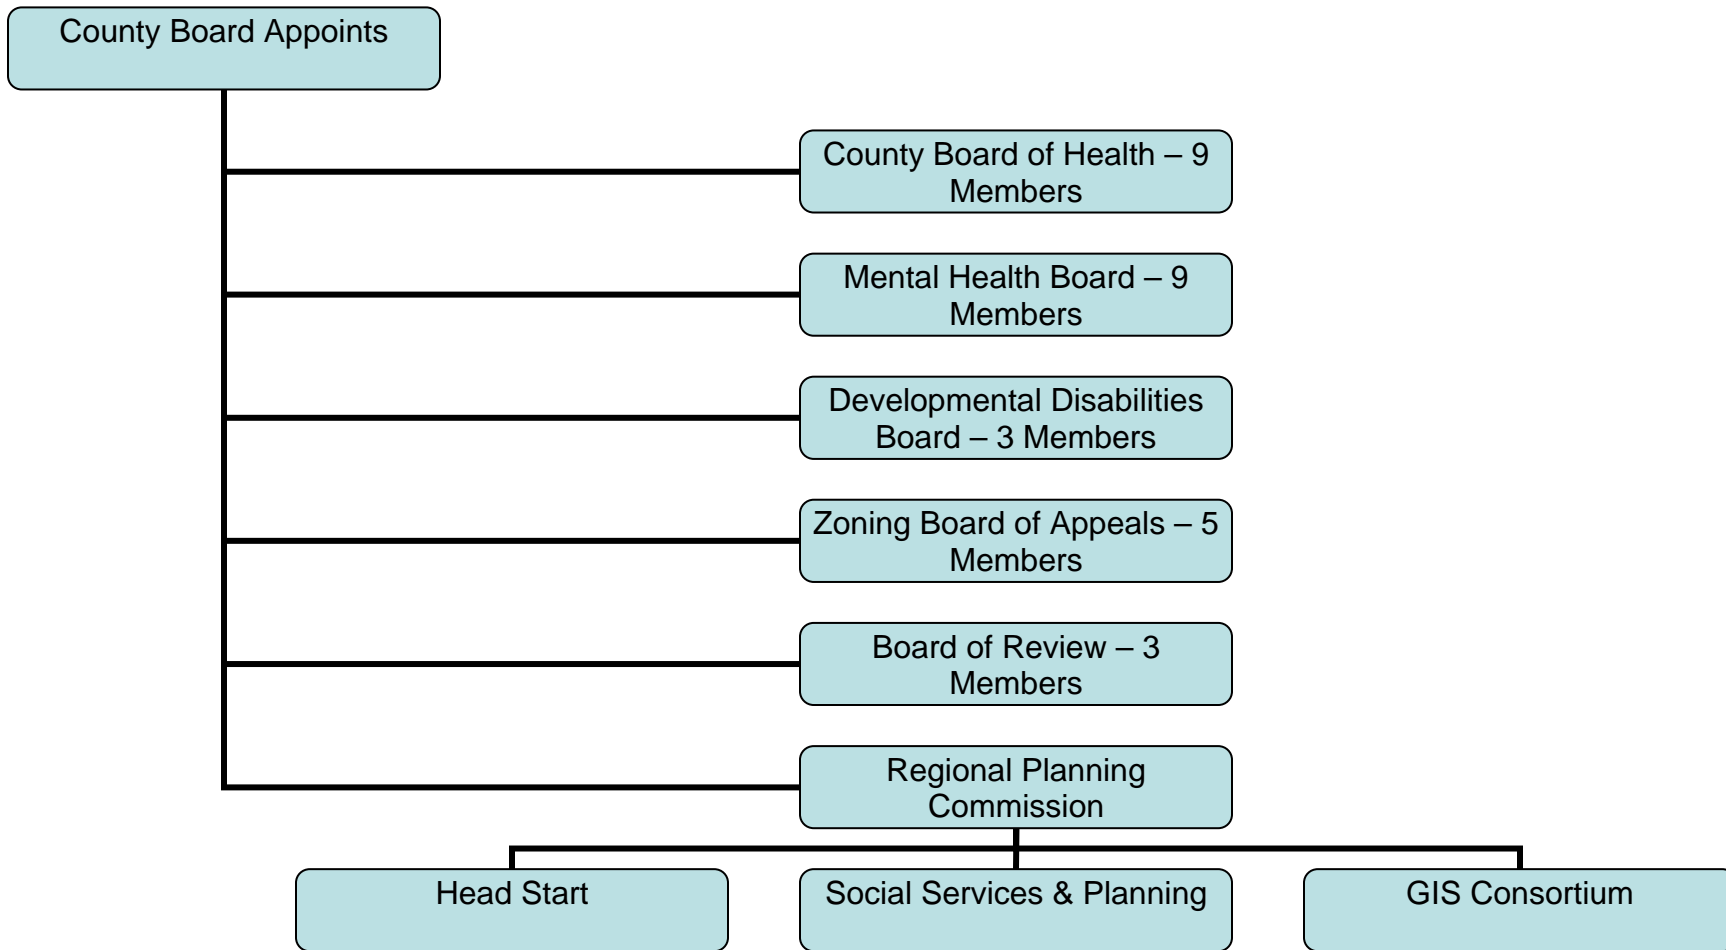 County Board Appoints
County Board of Health – 9
Members
Mental Health Board – 9
Members
Developmental Disabilities
Board – 3 Members
Zoning Board of Appeals – 5
Members
Board of Review – 3
Members
Regional Planning
Commission
Head Start
Social Services & Planning
GIS Consortium